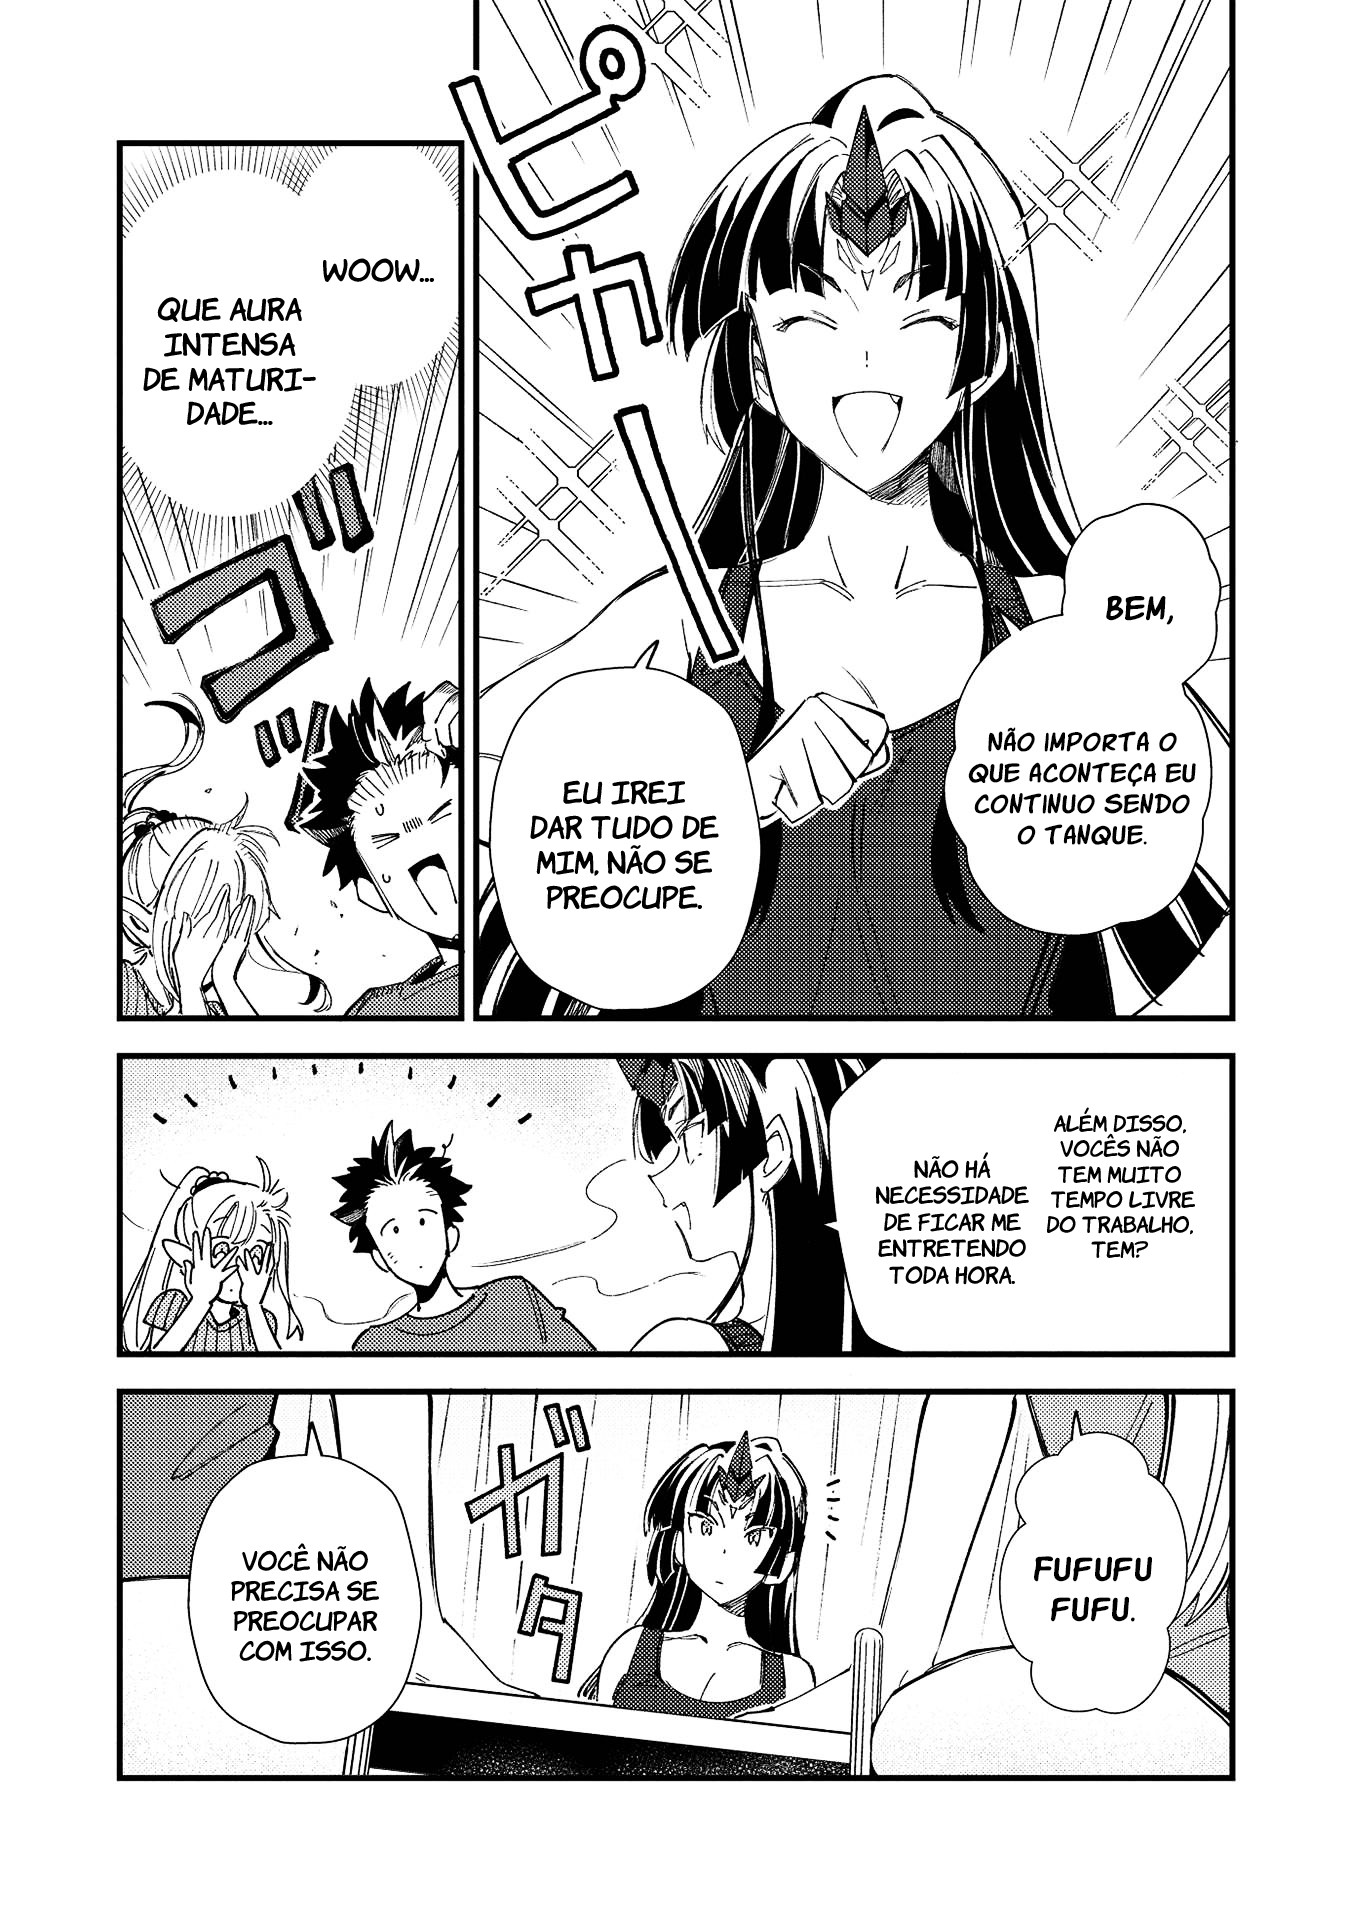 BEM,
NÃO IMPORTA O
QUE ACONTEÇA EU
CONTINUO SENDO
O TANQUE.
ピカー
EU IREI
DAR TUDO DE
MIM, NÃO SE
PREOCUPE.
WOOW...
QUE AURA
INTENSA
DE MATURI-
DADE...
ゴゴゴ
ALÉM DISSO,
VOCÊS NÃO
TEM MUITO
TEMPO LIVRE
DO TRABALHO,
TEM?
NÃO HÁ
NECESSIDADE
DE FICAR ME
ENTRETENDO
TODA HORA.
FUFUFU
FUFU.
ガタ
VOCÊ NÃO
PRECISA SE
PREOCUPAR
COM ISSO.